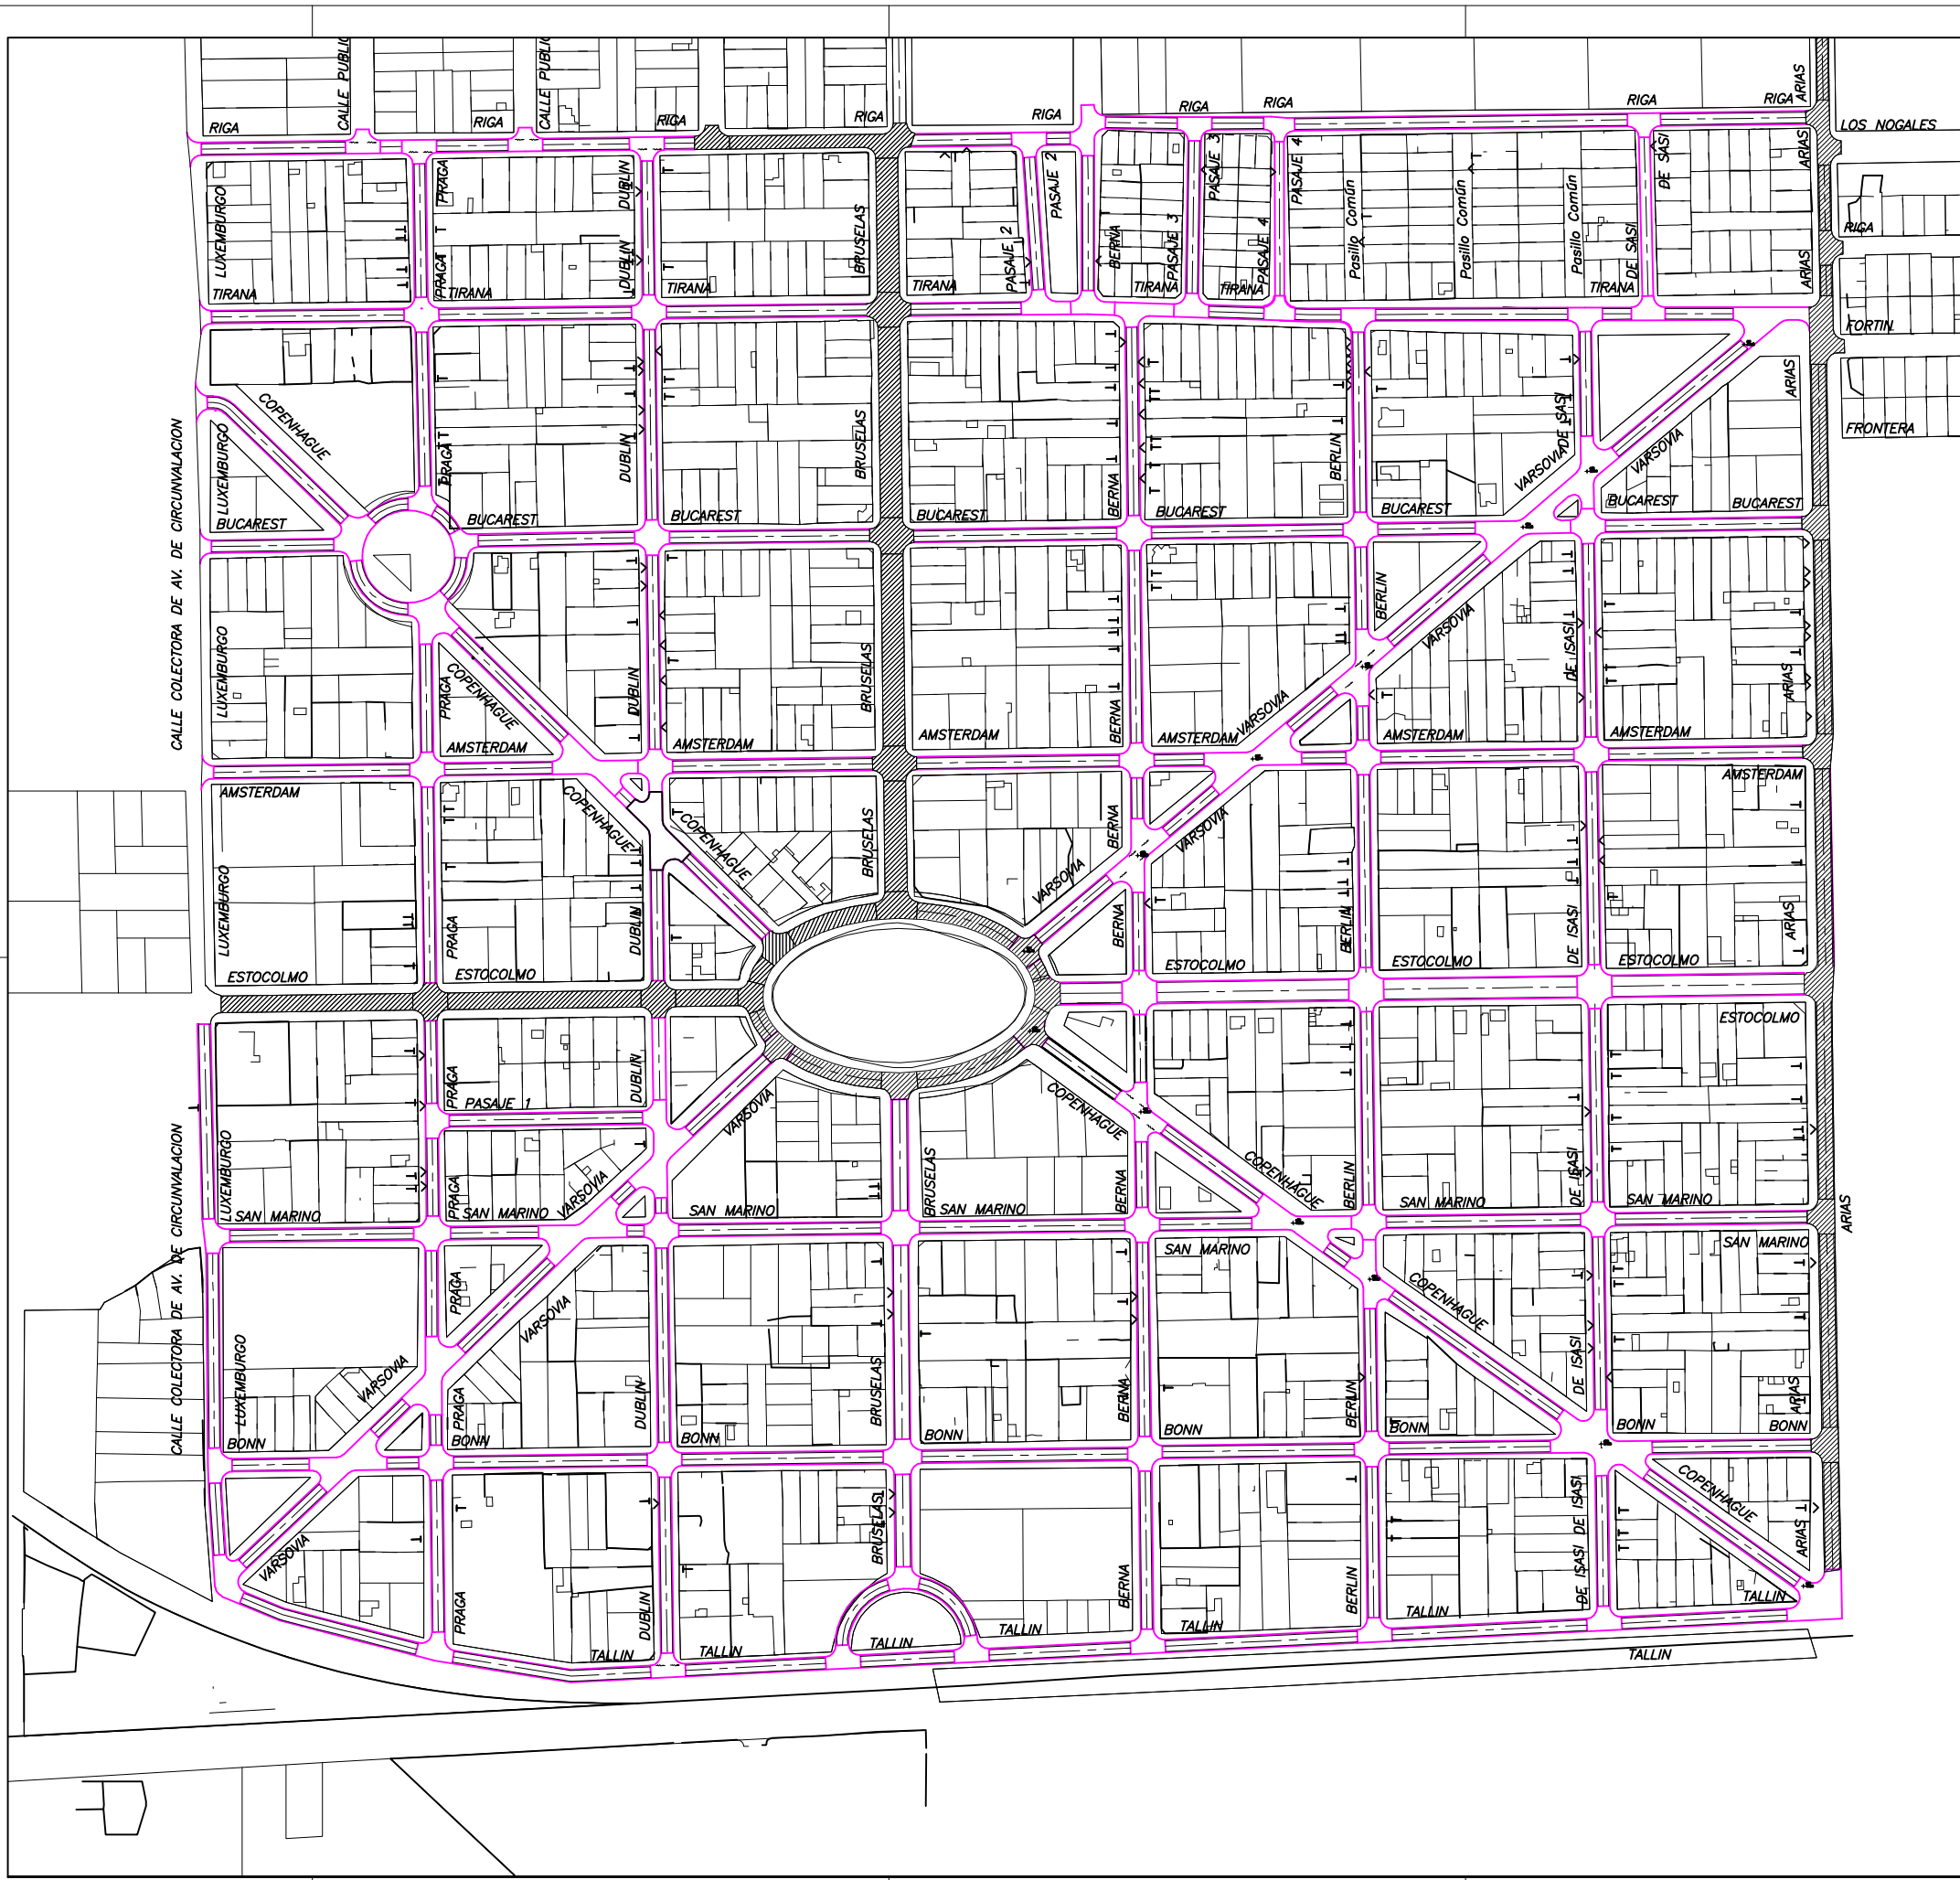 CALLE PUBLIC
CALLE PUBLIC
ARIAS
RIGA
RIGA
RIGA
RIGA
RIGA
RIGA
RIGA
RIGA
RIGA
LOS NOGALES
LUXEMBURGO
PRAGA
DUBLIN
BRUSELAS
PASAJE 2
PASAJE 3
PASAJE 4
Pasillo Común
Pasillo Común
Pasillo Común
DE SASI
ARIAS
RIGA
PRAGA
DUBLIN
PASAJE 2
BERNA
PASAJE 3
PASAJE 4
DE SASI
ARIAS
TIRANA
TIRANA
TIRANA
TIRANA
TIRANA
TIRANA
TIRANA
FORTIN
COPENHAGUE
ARIAS
FRONTERA
CALLE COLECTORA DE AV. DE CIRCUNVALACION
LUXEMBURGO
PRAGA
DUBLIN
BRUSELAS
BERNA
BERLIN
VARSOVIA
DE SASI
VARSOVIA
BUCAREST
BUCAREST
BUCAREST
BUCAREST
BUCAREST
BUCAREST
BUCAREST
BUCAREST
BERLIN
VARSOVIA
LUXEMBURGO
PRAGA
COPENHAGUE
DUBLIN
BRUSELAS
BERNA
VARSOVIA
DE ISASI
ARIAS
AMSTERDAM
AMSTERDAM
AMSTERDAM
AMSTERDAM
AMSTERDAM
AMSTERDAM
AMSTERDAM
AMSTERDAM
COPENHAGUE
COPENHAGUE
BRUSELAS
BERNA
VARSOVIA
VARSOVIA
LUXEMBURGO
PRAGA
DUBLIN
BERNA
BERLIN
DE ISASI
ARIAS
ESTOCOLMO
ESTOCOLMO
ESTOCOLMO
ESTOCOLMO
ESTOCOLMO
ESTOCOLMO
PRAGA
DUBLIN
PASAJE 1
VARSOVIA
COPENHAGUE
CALLE COLECTORA DE AV. DE CIRCUNVALACION
LUXEMBURGO
PRAGA
VARSOVIA
BRUSELAS
BERNA
COPENHAGUE
BERLIN
DE ISASI
ARIAS
SAN MARINO
SAN MARINO
SAN MARINO
SAN MARINO
SAN MARINO
SAN MARINO
SAN MARINO
SAN MARINO
PRAGA
VARSOVIA
COPENHAGUE
LUXEMBURGO
VARSOVIA
PRAGA
DUBLIN
BRUSELAS
BERNA
BERLIN
DE ISASI
ARIAS
BONN
BONN
BONN
BONN
BONN
BONN
BONN
BONN
COPENHAGUE
VARSOVIA
PRAGA
DUBLIN
BRUSELAS
BERNA
BERLIN
DE ISASI
DE ISASI
ARIAS
TALLIN
TALLIN
TALLIN
TALLIN
TALLIN
TALLIN
TALLIN
TALLIN